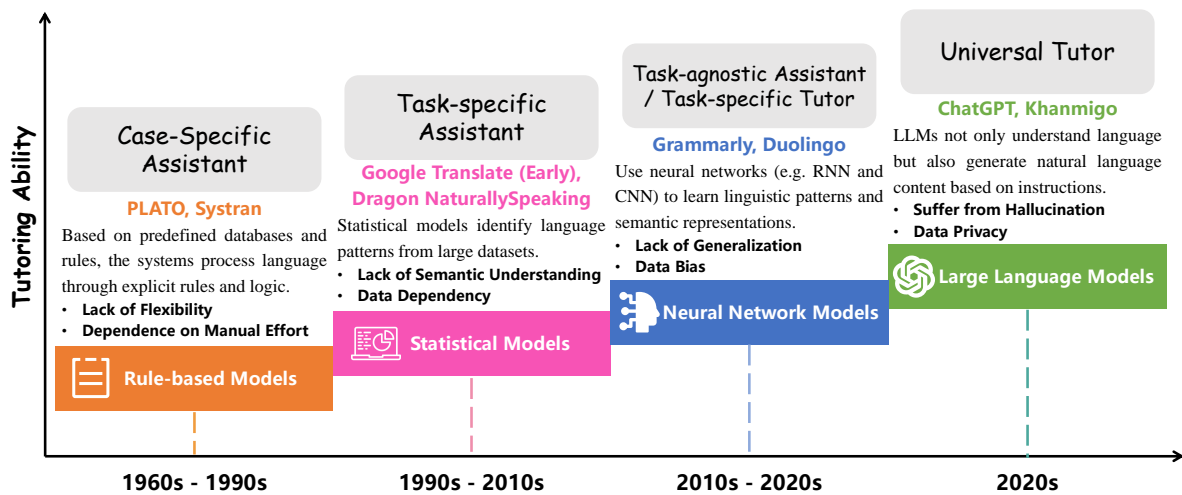 Tutoring Ability
Case-Specific
Assistant
PLATO, Systran
Based on predefined databases and
rules, the systems process language
through explicit rules and logic.
• Lack of Flexibility
• Dependence on Manual Effort
Rule-based Models
1960s - 1990s
Task-specific
Assistant
Google Translate (Early),
Dragon NaturallySpeaking
Statistical models identify language
patterns from large datasets.
• Lack of Semantic Understanding
• Data Dependency
Statistical Models
1990s - 2010s
Task-agnostic Assistant
/ Task-specific Tutor
Grammarly, Duolingo
Use neural networks (e.g. RNN and
CNN) to learn linguistic patterns and
semantic representations.
• Lack of Generalization
• Data Bias
Neural Network Models
2010s - 2020s
Universal Tutor
ChatGPT, Khanmigo
LLMs not only understand language
but also generate natural language
content based on instructions.
• Suffer from Hallucination
• Data Privacy
Large Language Models
2020s